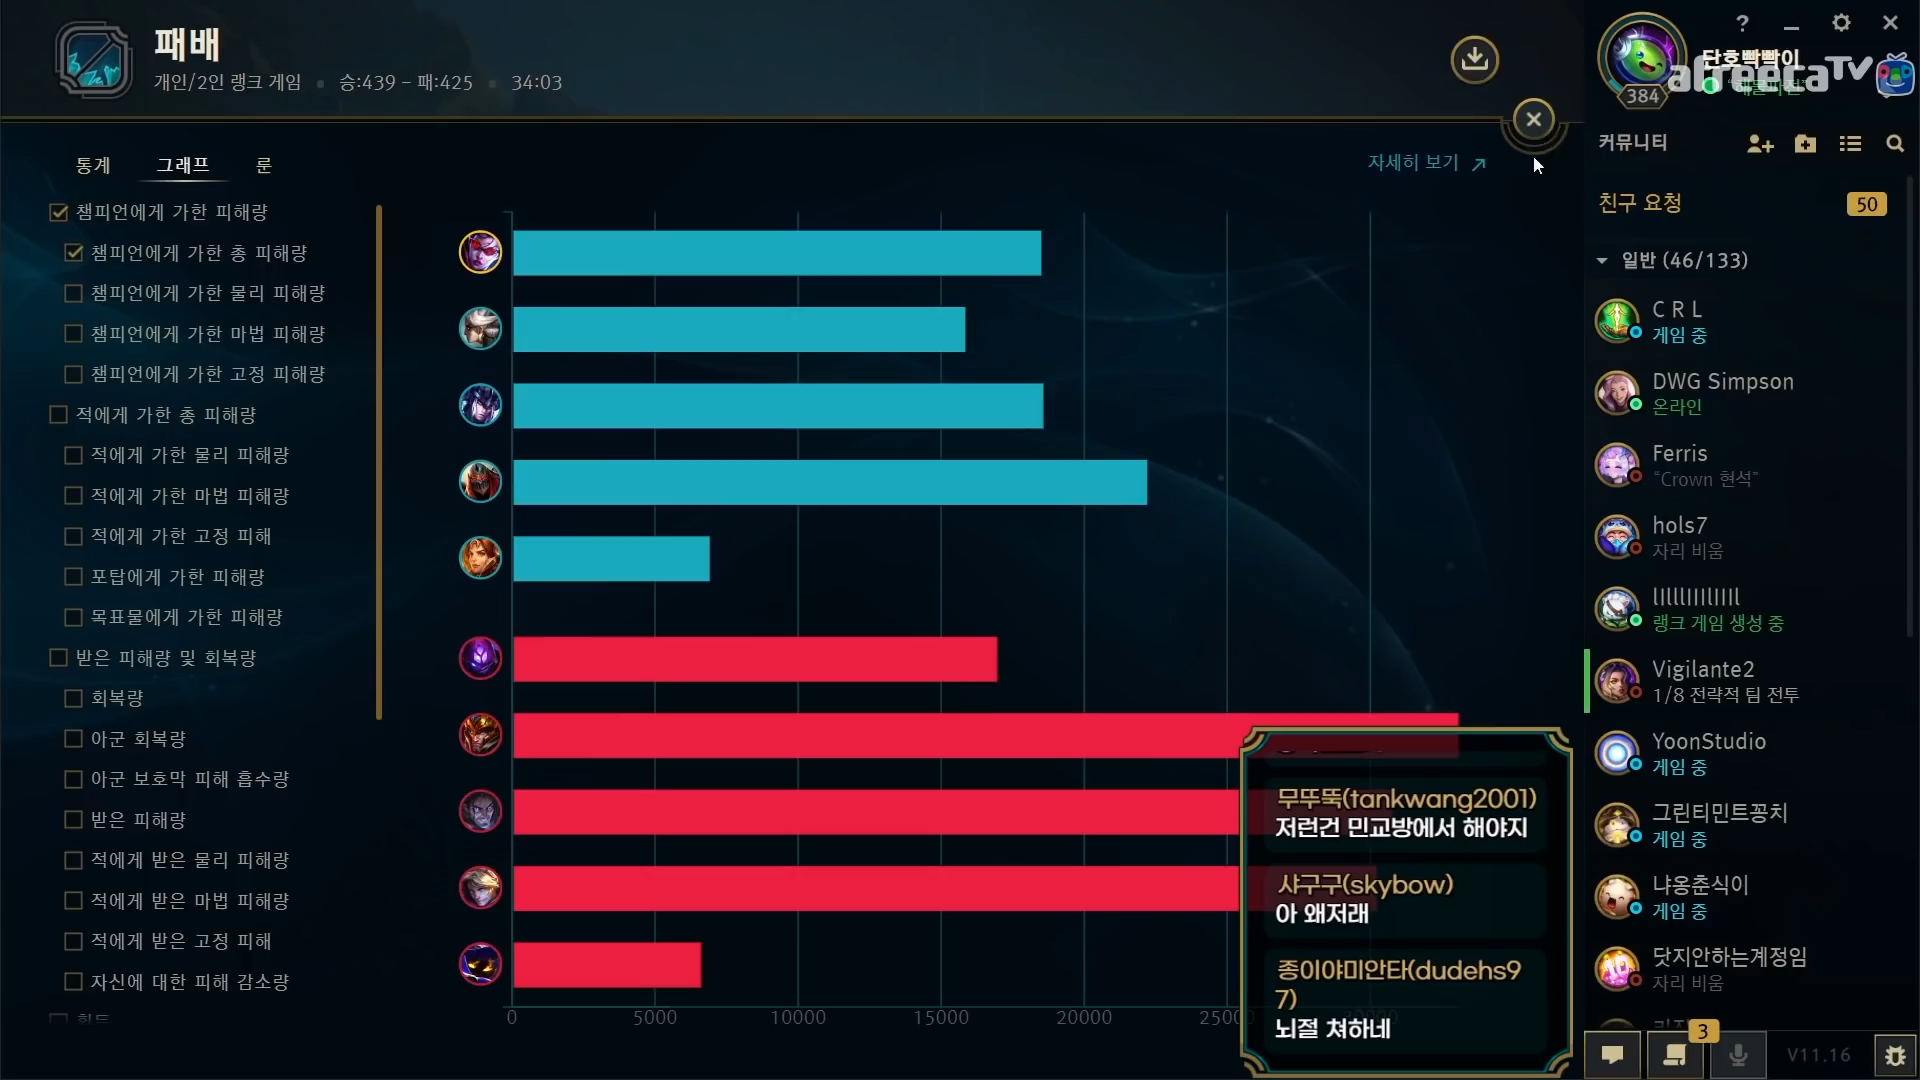 패배
개인/2인 랭크 게임 • 승:439 - 패:425 • 34:03
통계 그래프 룬
자세히 보기
챔피언에게 가한 피해량
챔피언에게 가한 총 피해량
챔피언에게 가한 물리 피해량
챔피언에게 가한 마법 피해량
챔피언에게 가한 고정 피해량
적에게 가한 총 피해량
적에게 가한 물리 피해량
적에게 가한 마법 피해량
적에게 가한 고정 피해
포탑에게 가한 피해량
목표물에게 가한 피해량
받은 피해량 및 회복량
회복량
아군 회복량
아군 보호막 피해 흡수량
받은 피해량
적에게 받은 물리 피해량
적에게 받은 마법 피해량
적에게 받은 고정 피해
자신에 대한 피해 감소량
0 5000 10000 15000 20000 25000 30000
무뚜뚝(tankwang2001)
저런건 민교방에서 해야지
샤구구(skybow)
아 왜저래
종이야미안타(dudehs9
7)
뇌절 쳐하네
?
단호빡빡이
afreecaTV
384
커뮤니티
친구 요청 50
일반 (46/133)
C R L
게임 중
DWG Simpson
온라인
Ferris
“Crown 현석”
hols7
자리 비움
랭크 게임 생성 중
Vigilante2
1/8 전략적 팀 전투
YoonStudio
게임 중
그린티민트꽁치
게임 중
냐옹춘식이
게임 중
닷지안하는계정임
자리 비움
3
V11.16